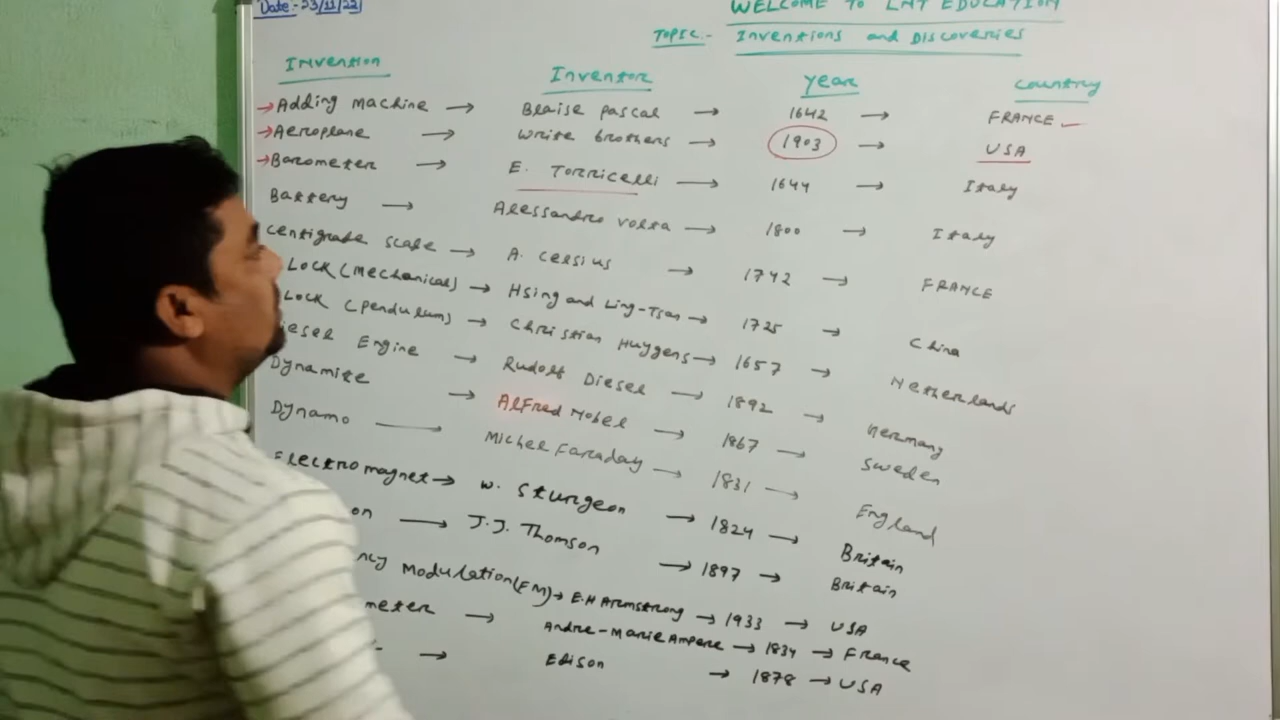 Date:-23/11/22
WELCOME TO LMT EDUCATION
TOPIC:- Inventions and Discoveries
Invention Inventor Year Country
→ Adding Machine → Blaise Pascal → 1642 → FRANCE
→ Aeroplane → Write brothers → 1903 → USA
→ Barometer → E. Torricelli → 1644 → Italy
Battery → Alessandro Volta → 1800 → Italy
Centigrade scale → A. Celsius → 1742 → FRANCE
LOCK (Mechanical) → Hsing and Ling-Tsan → 1725 → China
LOCK (Pendulum) → Christian Huygens → 1657 → Netherlands
iesel Engine → Rudolf Diesel → 1892 → Germany
Dynamite → Alfred Nobel → 1867 → Sweden
Dynamo → Michel Faraday → 1831 → England
Electromagnet → W. Sturgeon → 1824 → Britain
on → J.J. Thomson → 1897 → Britain
ncy Modulation (FM) → E.H Armstrong → 1933 → USA
meter → Andre-Marie Ampere → 1834 → France
→ Edison → 1878 → USA